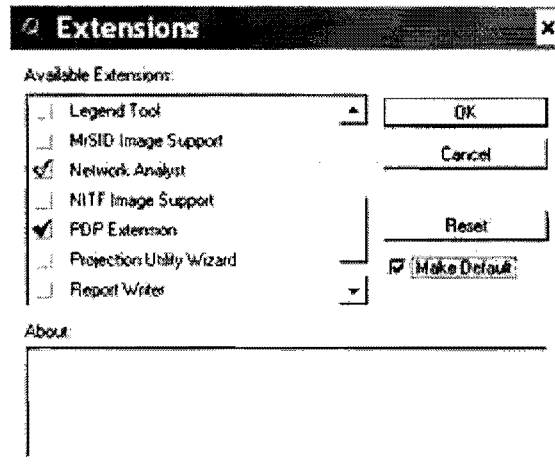 Extensions
Available Extensions:
Legend Tool
MrSID Image Support
Network Analyst
NITF Image Support
PDP Extension
Projection Utility Wizard
Report Writer
OK
Cancel
Reset
Make Default
About: